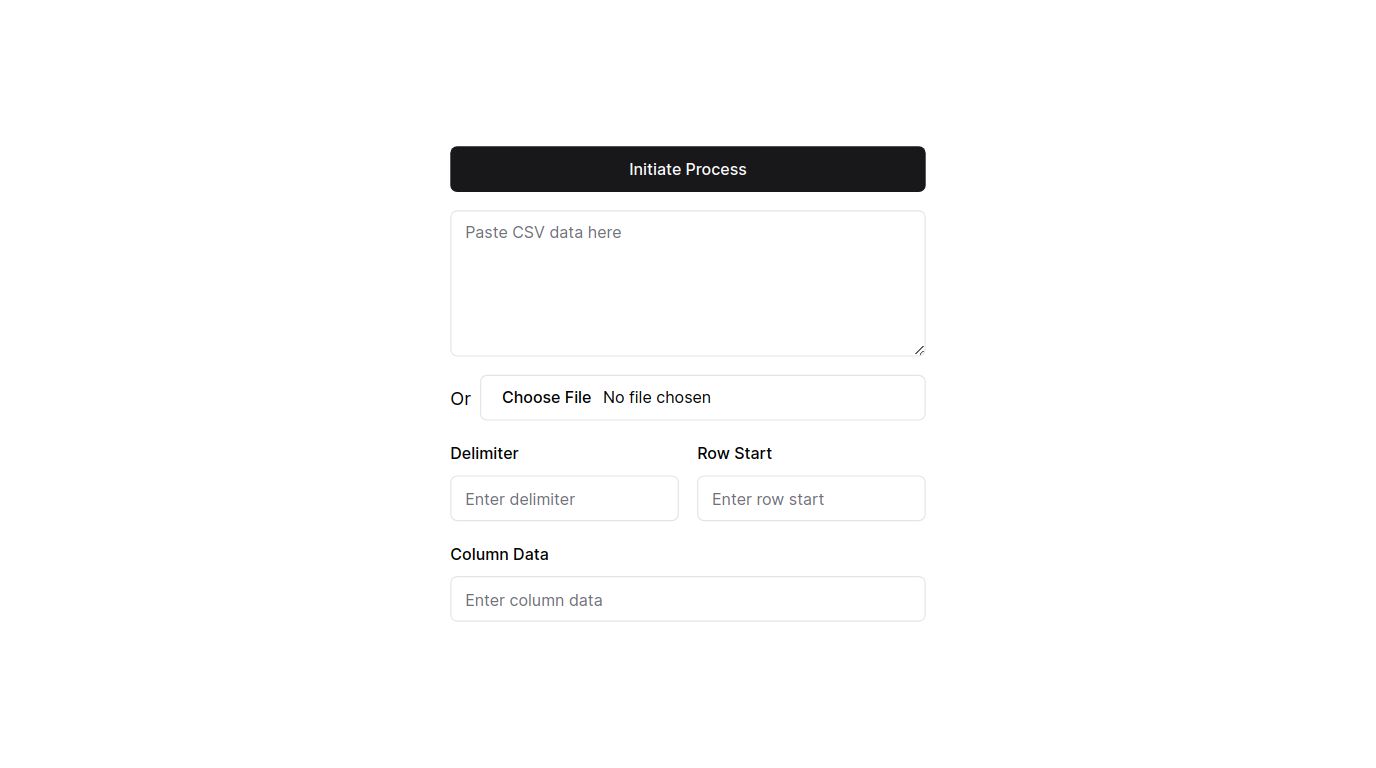 Initiate Process
Paste CSV data here
Or Choose File No file chosen
Delimiter Row Start
Enter delimiter Enter row start
Column Data
Enter column data